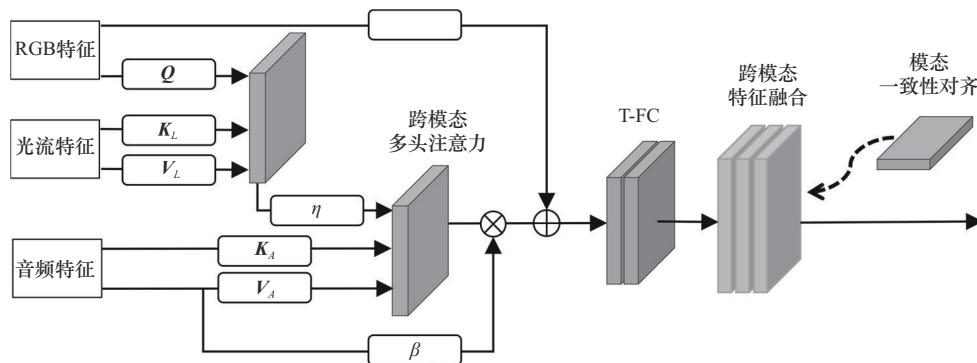 RGB特征
Q
光流特征
K_L
V_L
η
音频特征
K_A
V_A
β
跨模态
多头注意力
T-FC
跨模态
特征融合
模态
一致性对齐